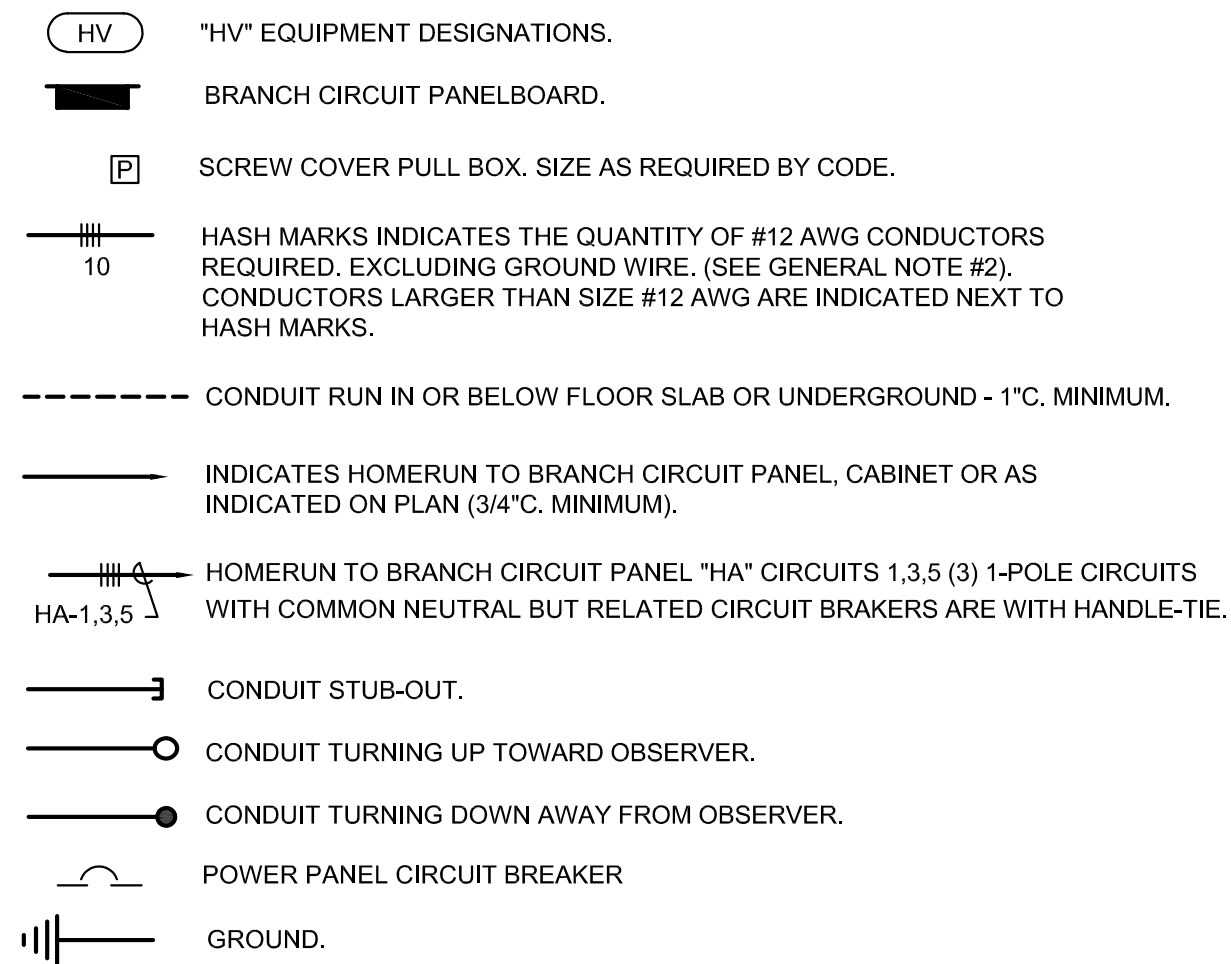 HV "HV" EQUIPMENT DESIGNATIONS.
BRANCH CIRCUIT PANELBOARD.
P SCREW COVER PULL BOX. SIZE AS REQUIRED BY CODE.
HASH MARKS INDICATES THE QUANTITY OF #12 AWG CONDUCTORS
10 REQUIRED. EXCLUDING GROUND WIRE. (SEE GENERAL NOTE #2).
CONDUCTORS LARGER THAN SIZE #12 AWG ARE INDICATED NEXT TO
HASH MARKS.
CONDUIT RUN IN OR BELOW FLOOR SLAB OR UNDERGROUND - 1"C. MINIMUM.
INDICATES HOMERUN TO BRANCH CIRCUIT PANEL, CABINET OR AS
INDICATED ON PLAN (3/4"C. MINIMUM).
HOMERUN TO BRANCH CIRCUIT PANEL "HA" CIRCUITS 1,3,5 (3) 1-POLE CIRCUITS
HA-1,3,5 WITH COMMON NEUTRAL BUT RELATED CIRCUIT BRAKERS ARE WITH HANDLE-TIE.
CONDUIT STUB-OUT.
CONDUIT TURNING UP TOWARD OBSERVER.
CONDUIT TURNING DOWN AWAY FROM OBSERVER.
POWER PANEL CIRCUIT BREAKER
GROUND.